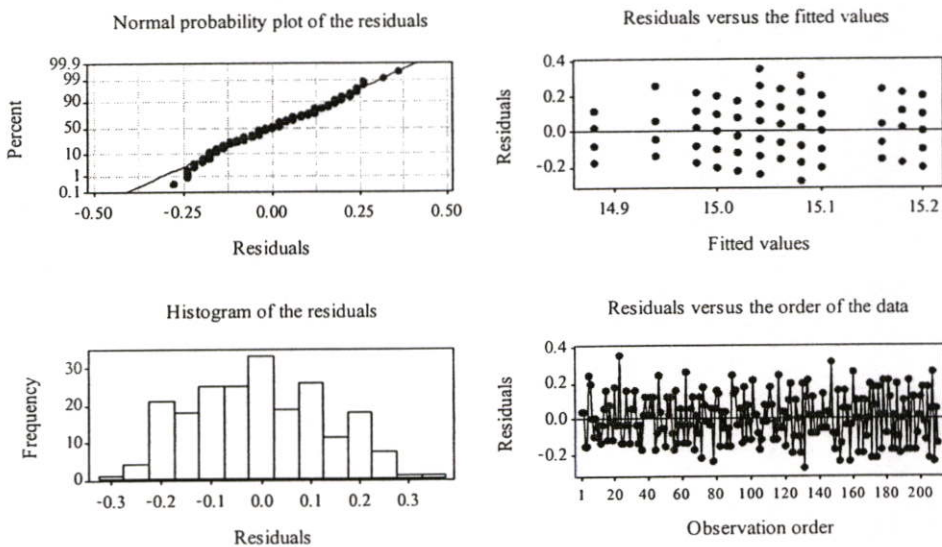 Normal probability plot of the residuals
99.9
99
90
50
10
1
0.1
Percent
-0.50 -0.25 0.00 0.25 0.50
Residuals
Residuals versus the fitted values
0.4
0.2
0.0
-0.2
Residuals
14.9 15.0 15.1 15.2
Fitted values
Histogram of the residuals
30
20
10
0
Frequency
-0.3 -0.2 -0.1 0.0 0.1 0.2 0.3
Residuals
Residuals versus the order of the data
0.4
0.2
0.0
-0.2
Residuals
1 20 40 60 80 100 120 140 160 180 200
Observation order